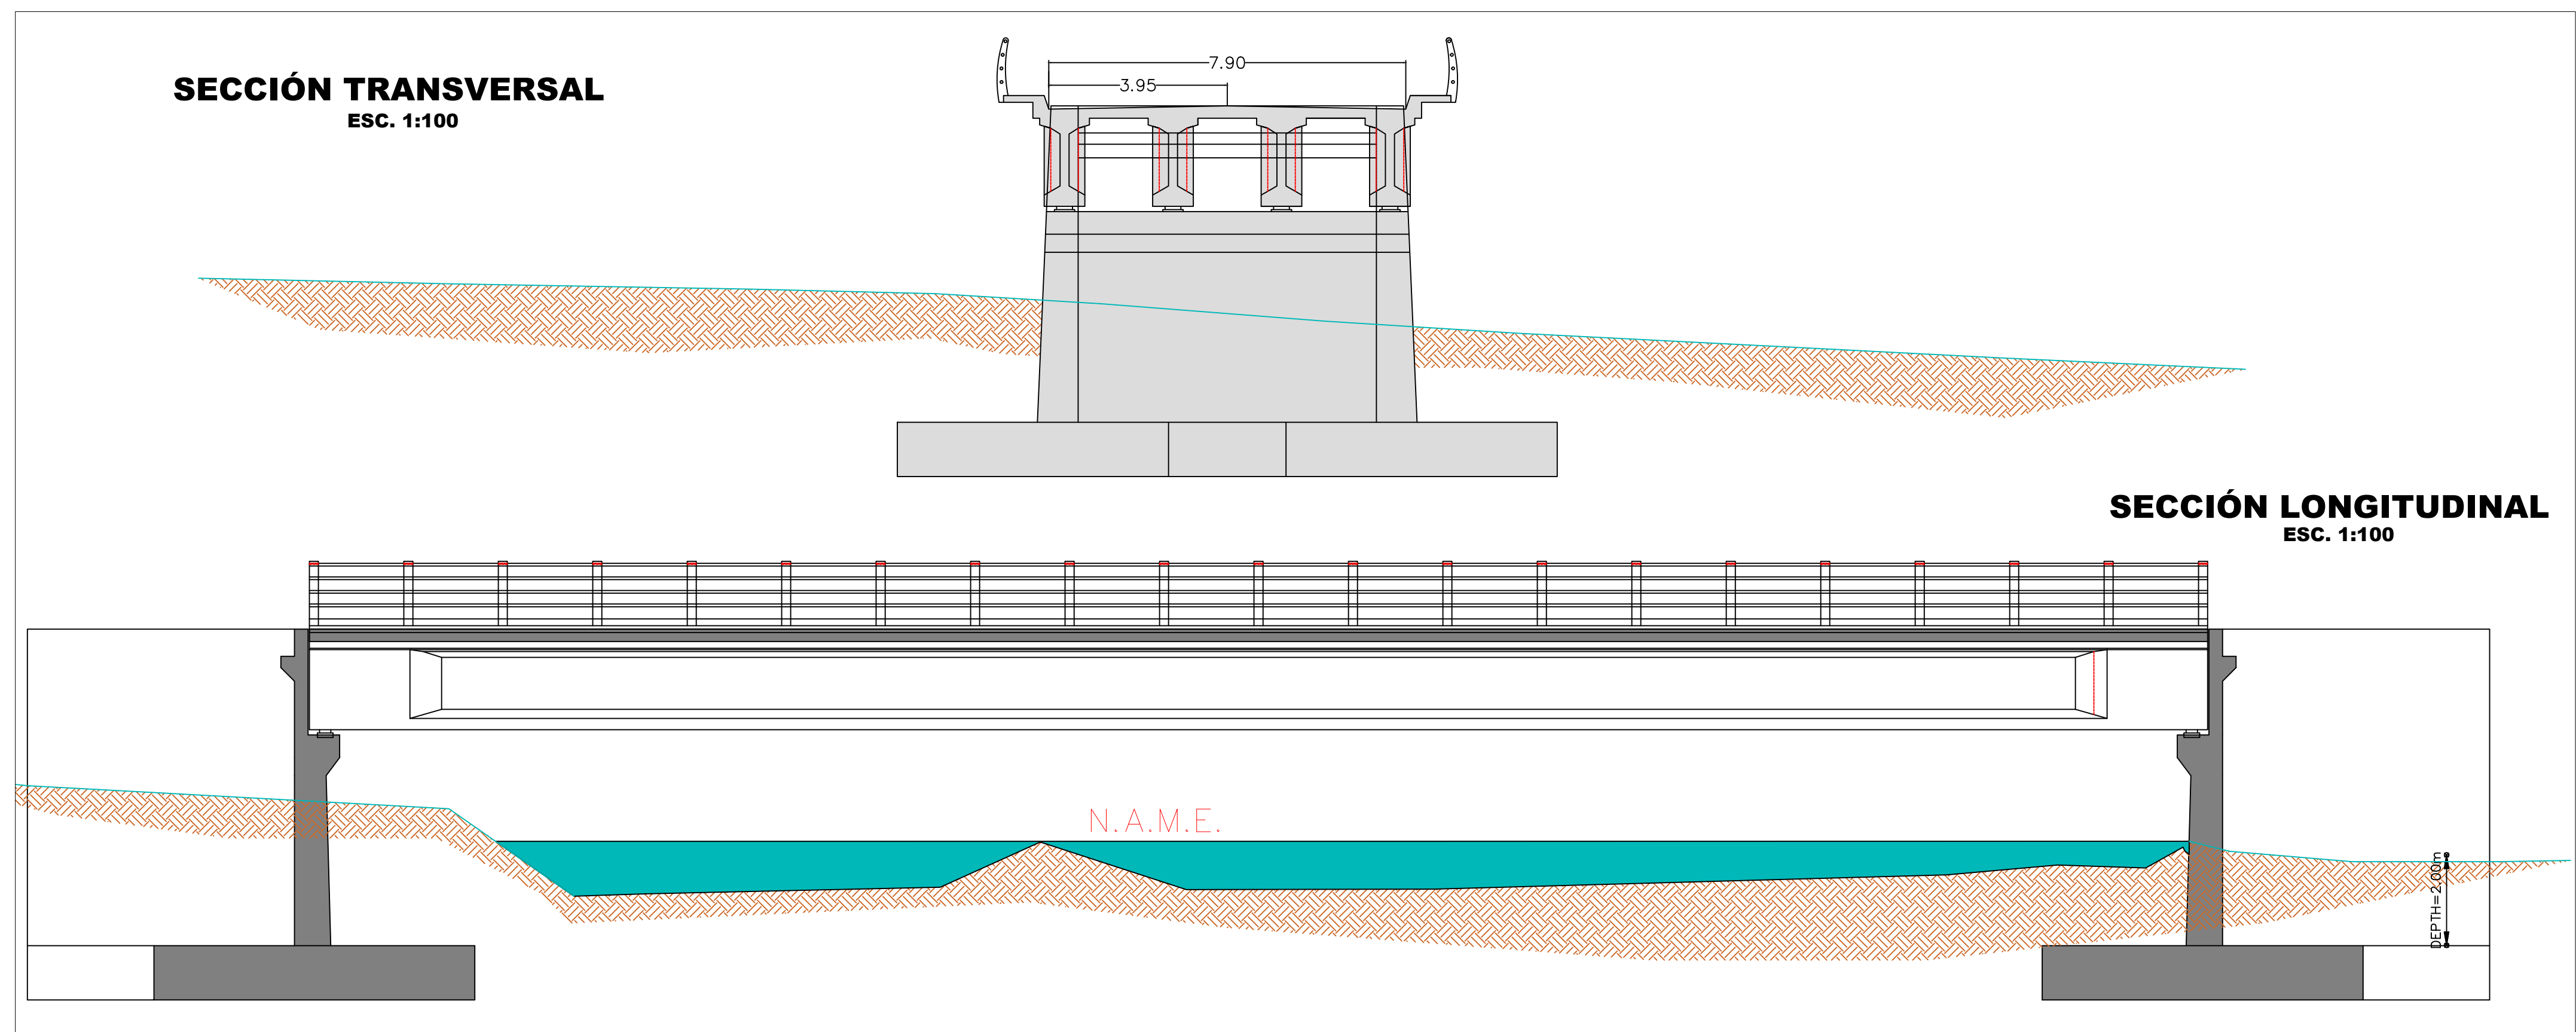 SECCIÓN TRANSVERSAL
ESC. 1:100
7.90
3.95
SECCIÓN LONGITUDINAL
ESC. 1:100
N.A.M.E.
DEPTH=2.00m